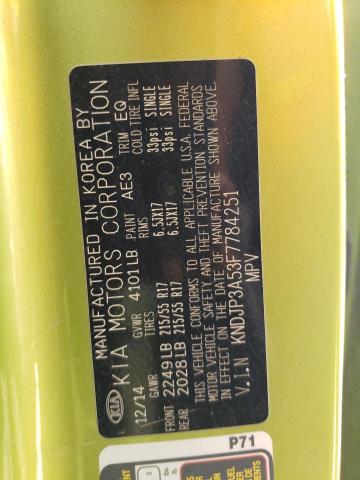 MANUFACTURED IN KOREA BY
KIA KIA MOTORS CORPORATION
12/14 GVWR 4101LB PAINT AE3 TRIM EQ
GAWR TIRES RIMS COLD TIRE INFL
FRONT 2249LB 215/55 R17 6.5JX17 33psi SINGLE
REAR 2028LB 215/55 R17 6.5JX17 33psi SINGLE
THIS VEHICLE CONFORMS TO ALL APPLICABLE U.S.A. FEDERAL
MOTOR VEHICLE SAFETY AND THEFT PREVENTION STANDARDS
IN EFFECT ON THE DATE OF MANUFACTURE SHOWN ABOVE.
V.I.N KNDJP3A53F7784251
MPV
P71